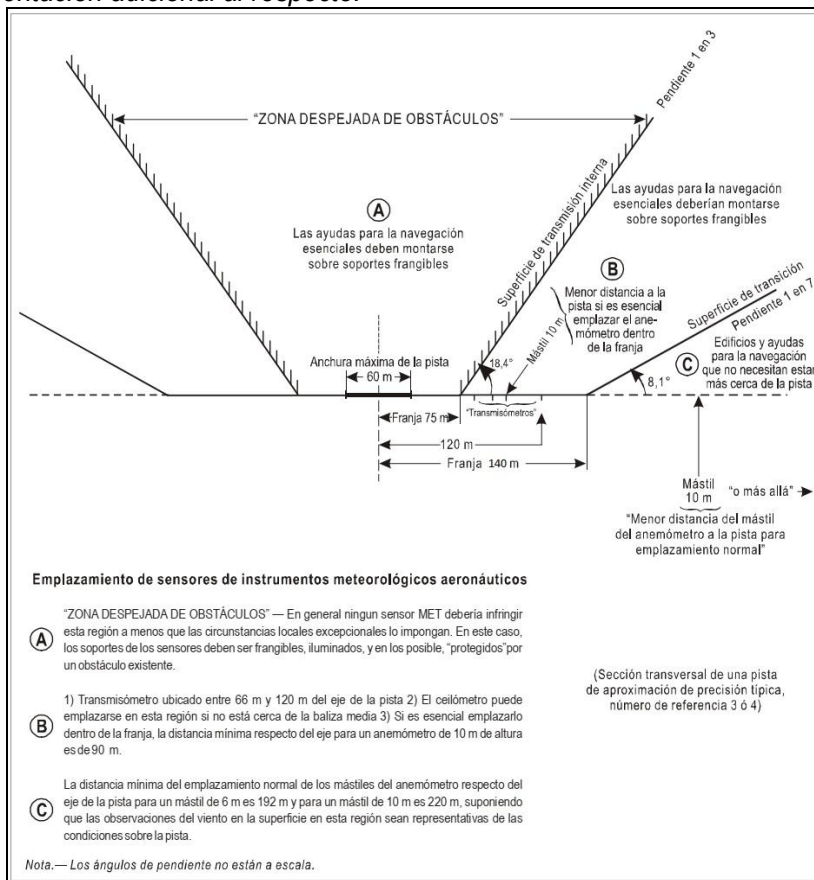 entación adicional al respecto.
Pendiente 1 en 3
“ZONA DESPEJADA DE OBSTÁCULOS”
A
Las ayudas para la navegación
esenciales deben montarse
sobre soportes frangibles
Superficie de transmisión interna
Las ayudas para la navegación
esenciales deberían montarse
sobre soportes frangibles
B
Menor distancia a la
pista si es esencial
emplazar el ane-
mómetro dentro
de la franja
Mástil 10 m
Superficie de transición
Pendiente 1 en 7
Edificios y ayudas
para la navegación
que no necesitan estar
más cerca de la pista
C
Anchura máxima de la pista
60 m
18,4°
8,1°
Franja 75 m
“Transmisómetros”
120 m
Franja 140 m
Mástil
10 m
“o más allá”
“Menor distancia del mástil
del anemómetro a la pista para
emplazamiento normal”
Emplazamiento de sensores de instrumentos meteorológicos aeronáuticos
A
“ZONA DESPEJADA DE OBSTÁCULOS” — En general ningun sensor MET debería infringir
esta región a menos que las circunstancias locales excepcionales lo impongan. En este caso,
los soportes de los sensores deben ser frangibles, iluminados, y en los posible, “protegidos”por
un obstáculo existente.
(Sección transversal de una pista
de aproximación de precisión típica,
número de referencia 3 ó 4)
B
1) Transmisómetro ubicado entre 66 m y 120 m del eje de la pista 2) El ceilómetro puede
emplazarse en esta región si no está cerca de la baliza media 3) Si es esencial emplazarlo
dentro de la franja, la distancia mínima respecto del eje para un anemómetro de 10 m de altura
es de 90 m.
C
La distancia mínima del emplazamiento normal de los mástiles del anemómetro respecto del
eje de la pista para un mástil de 6 m es 192 m y para un mástil de 10 m es 220 m, suponiendo
que las observaciones del viento en la superficie en esta región sean representativas de las
condiciones sobre la pista.
Nota.— Los ángulos de pendiente no están a escala.